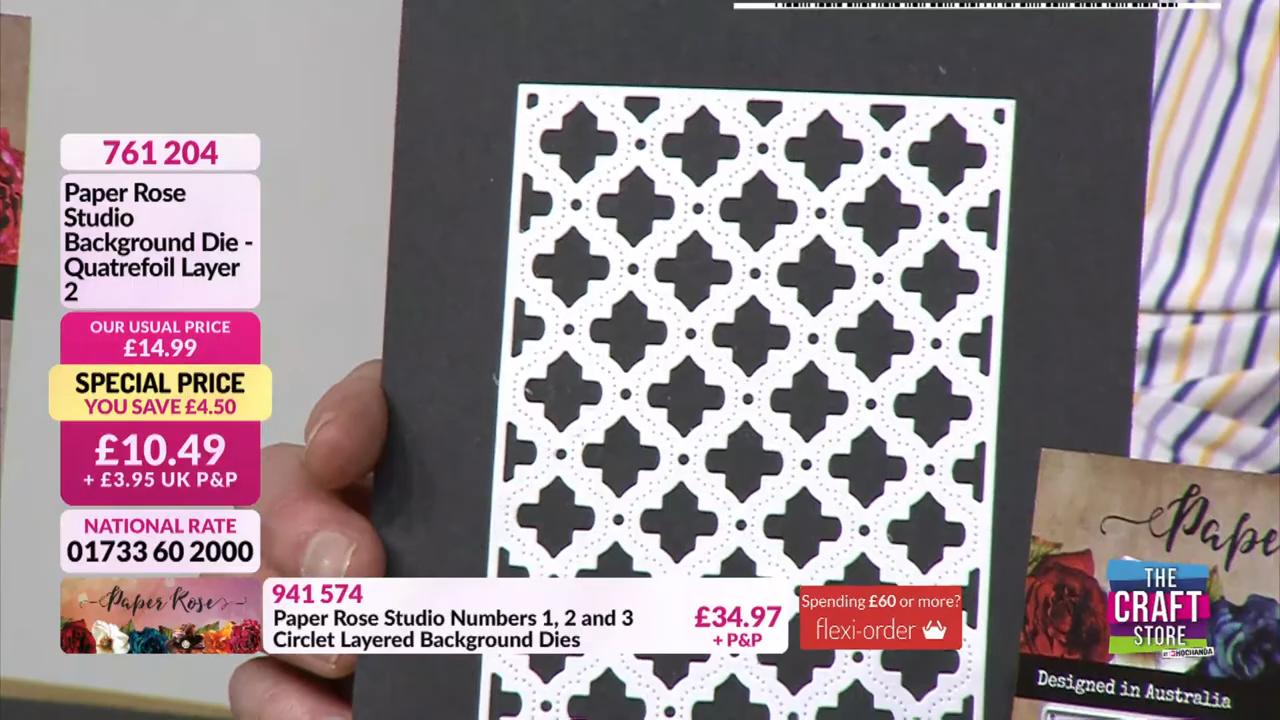 761 204
Paper Rose
Studio
Background Die -
Quatrefoil Layer
2
OUR USUAL PRICE
£14.99
SPECIAL PRICE
YOU SAVE £4.50
£10.49
+ £3.95 UK P&P
NATIONAL RATE
01733 60 2000
Paper Rose
941 574
Paper Rose Studio Numbers 1, 2 and 3
Circlet Layered Background Dies
£34.97
+ P&P
Spending £60 or more?
flexi-order
Pape
THE
CRAFT
STORE
HOCHANDA
Designed in Australia